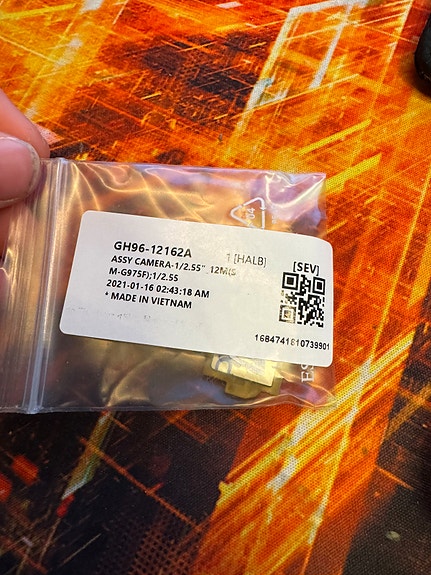 04
GH96-12162A 1 [HALB]
ASSY CAMERA-1/2.55" 12M(S
M-G975F);1/2.55
2021-01-16 02:43:18 AM
* MADE IN VIETNAM
[SEV]
1684741810739901